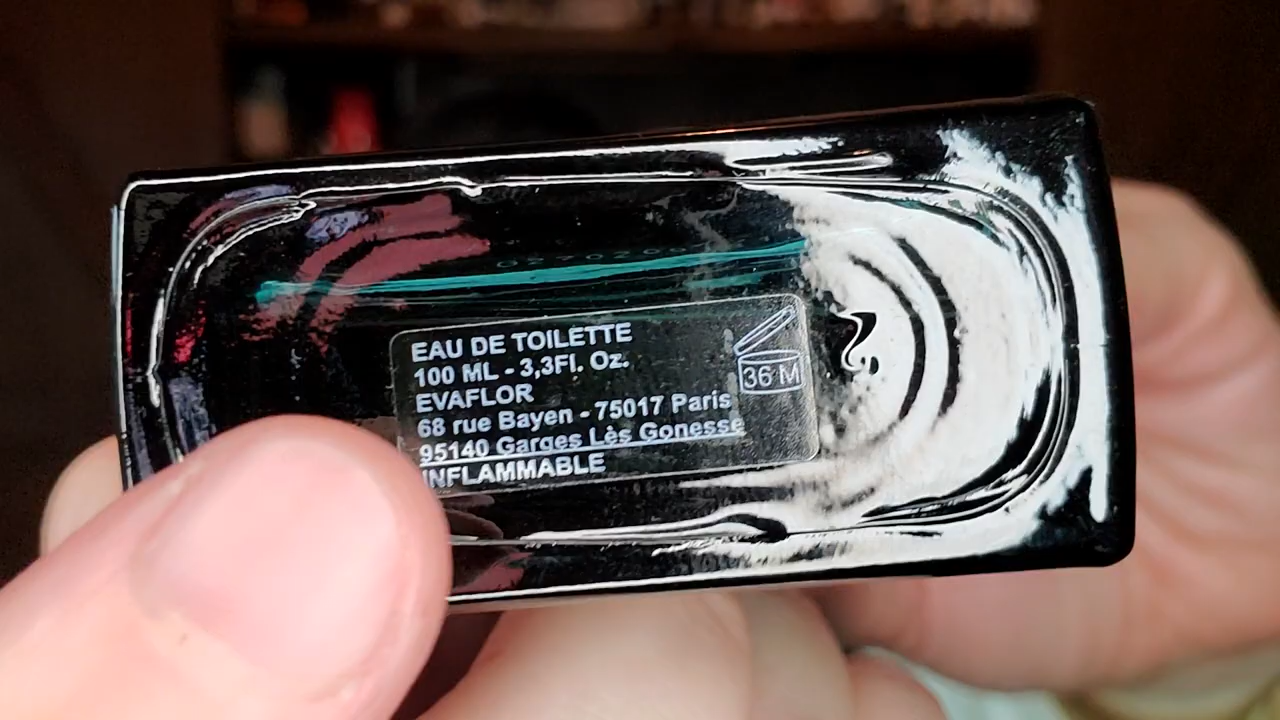 EAU DE TOILETTE
100 ML - 3,3Fl. Oz.
36 M
EVAFLOR
68 rue Bayen - 75017 Paris
95140 Garges Lès Gonesse
INFLAMMABLE